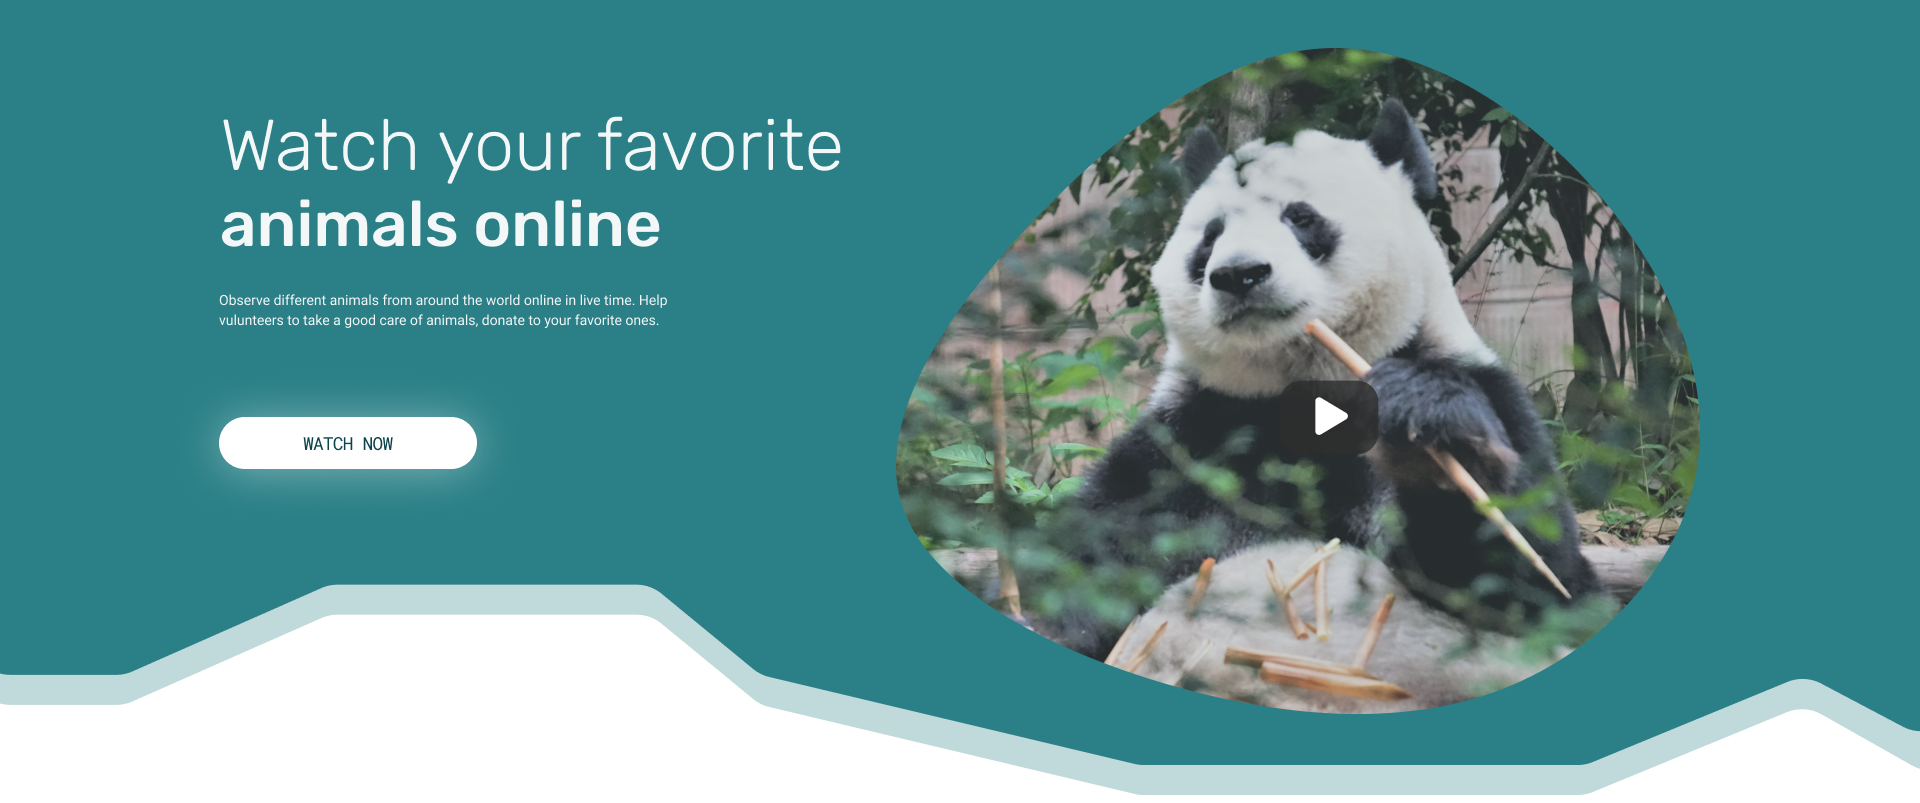 Watch your favorite
animals online
Observe different animals from around the world online in live time. Help
vulunteers to take a good care of animals, donate to your favorite ones.
WATCH NOW